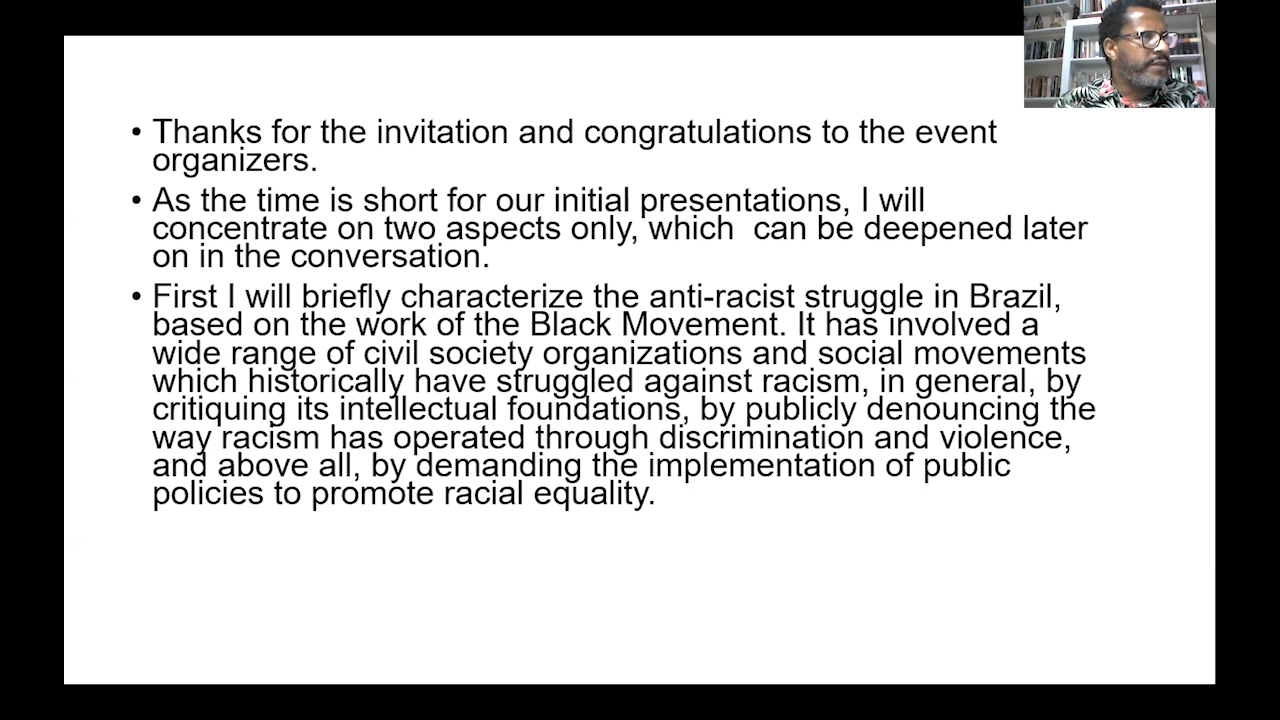 • Thanks for the invitation and congratulations to the event
organizers.
• As the time is short for our initial presentations, I will
concentrate on two aspects only, which  can be deepened later
on in the conversation.
• First I will briefly characterize the anti-racist struggle in Brazil,
based on the work of the Black Movement. It has involved a
wide range of civil society organizations and social movements
which historically have struggled against racism, in general, by
critiquing its intellectual foundations, by publicly denouncing the
way racism has operated through discrimination and violence,
and above all, by demanding the implementation of public
policies to promote racial equality.